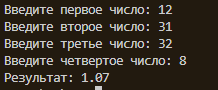 Введите первое число: 12
Введите второе число: 31
Введите третье число: 32
Введите четвертое число: 8
Результат: 1.07